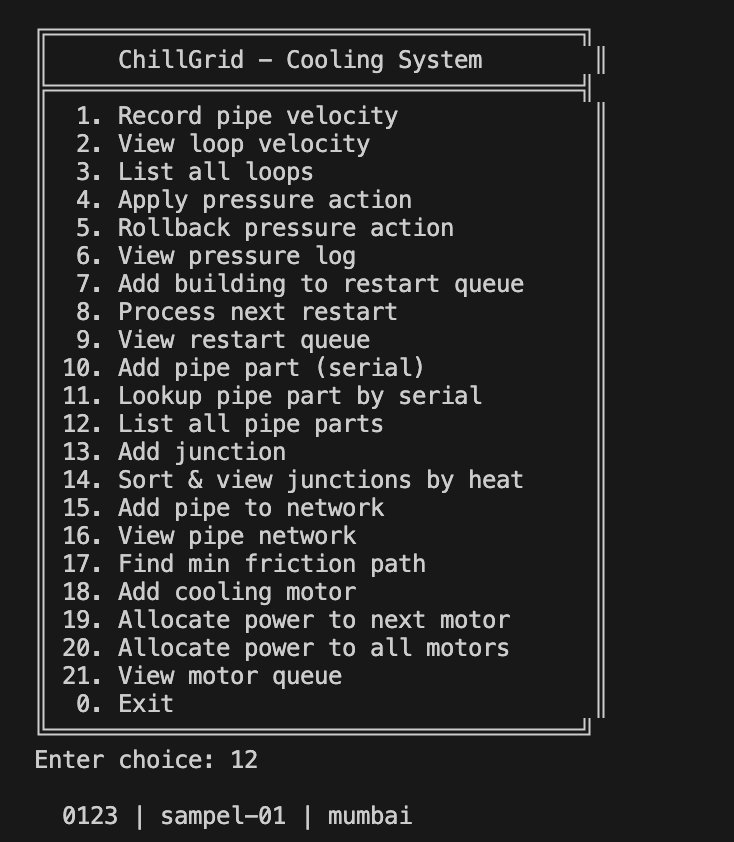 ChillGrid - Cooling System
1. Record pipe velocity
2. View loop velocity
3. List all loops
4. Apply pressure action
5. Rollback pressure action
6. View pressure log
7. Add building to restart queue
8. Process next restart
9. View restart queue
10. Add pipe part (serial)
11. Lookup pipe part by serial
12. List all pipe parts
13. Add junction
14. Sort & view junctions by heat
15. Add pipe to network
16. View pipe network
17. Find min friction path
18. Add cooling motor
19. Allocate power to next motor
20. Allocate power to all motors
21. View motor queue
0. Exit
Enter choice: 12
0123 | sampel-01 | mumbai